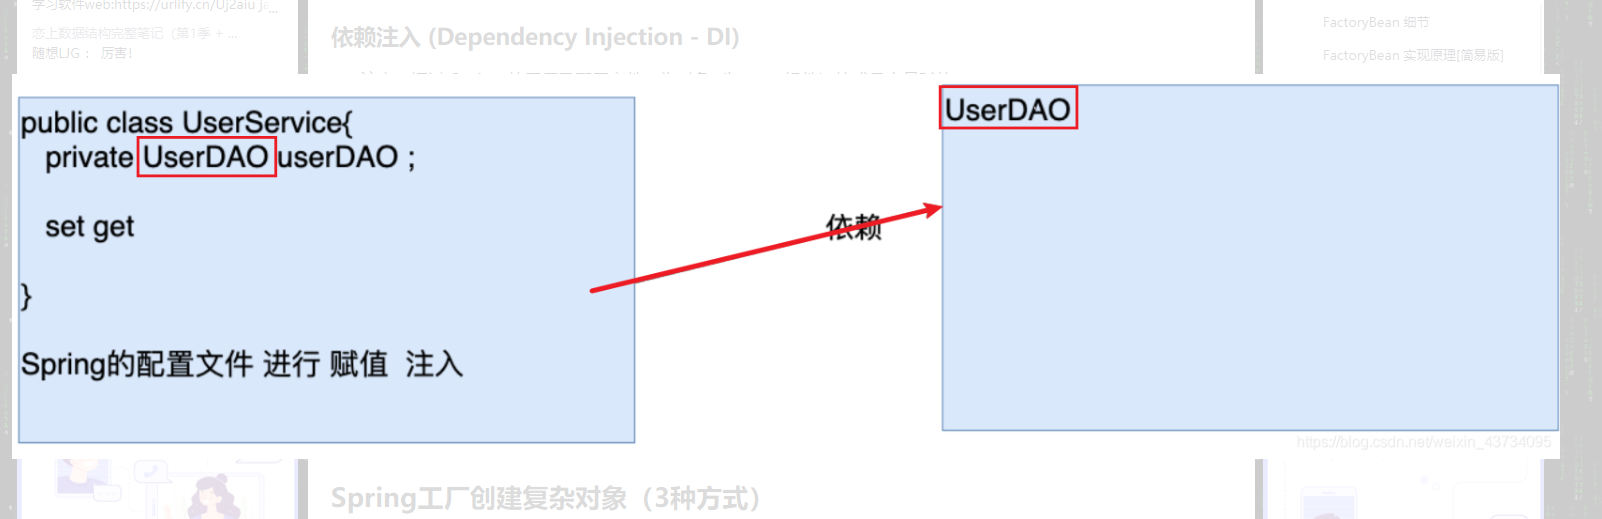 学习软件web:https://urlify.cn/Uj2aiu
恋上数据结构完整笔记（第1季 + ...
随想LJG： 厉害！
依赖注入 (Dependency Injection - DI)
FactoryBean 细节
FactoryBean 实现原理[简易版]
public class UserService{
private UserDAO userDAO ;
set get
}
Spring的配置文件 进行 赋值 注入
依赖
UserDAO
https://blog.csdn.net/weixin_43734095
Spring工厂创建复杂对象（3种方式）